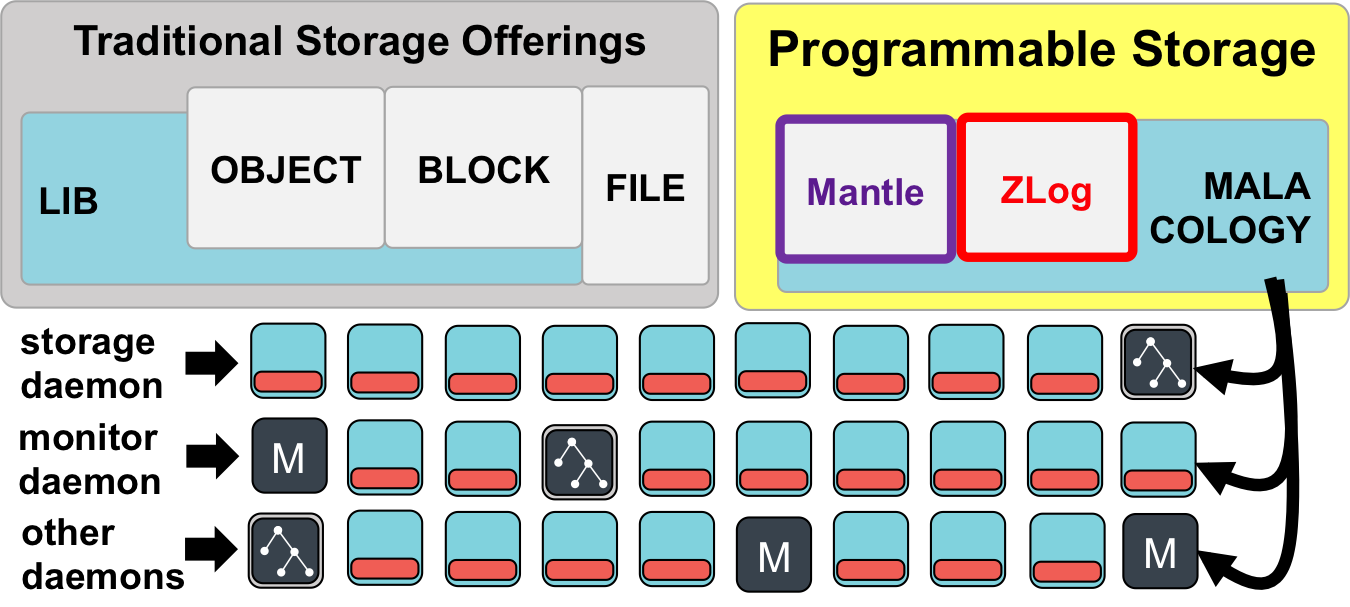 Traditional Storage Offerings
LIB
OBJECT
BLOCK
FILE
Programmable Storage
Mantle
ZLog
MALA
COLOGY
storage
daemon
monitor
daemon
M
other
daemons
M
M